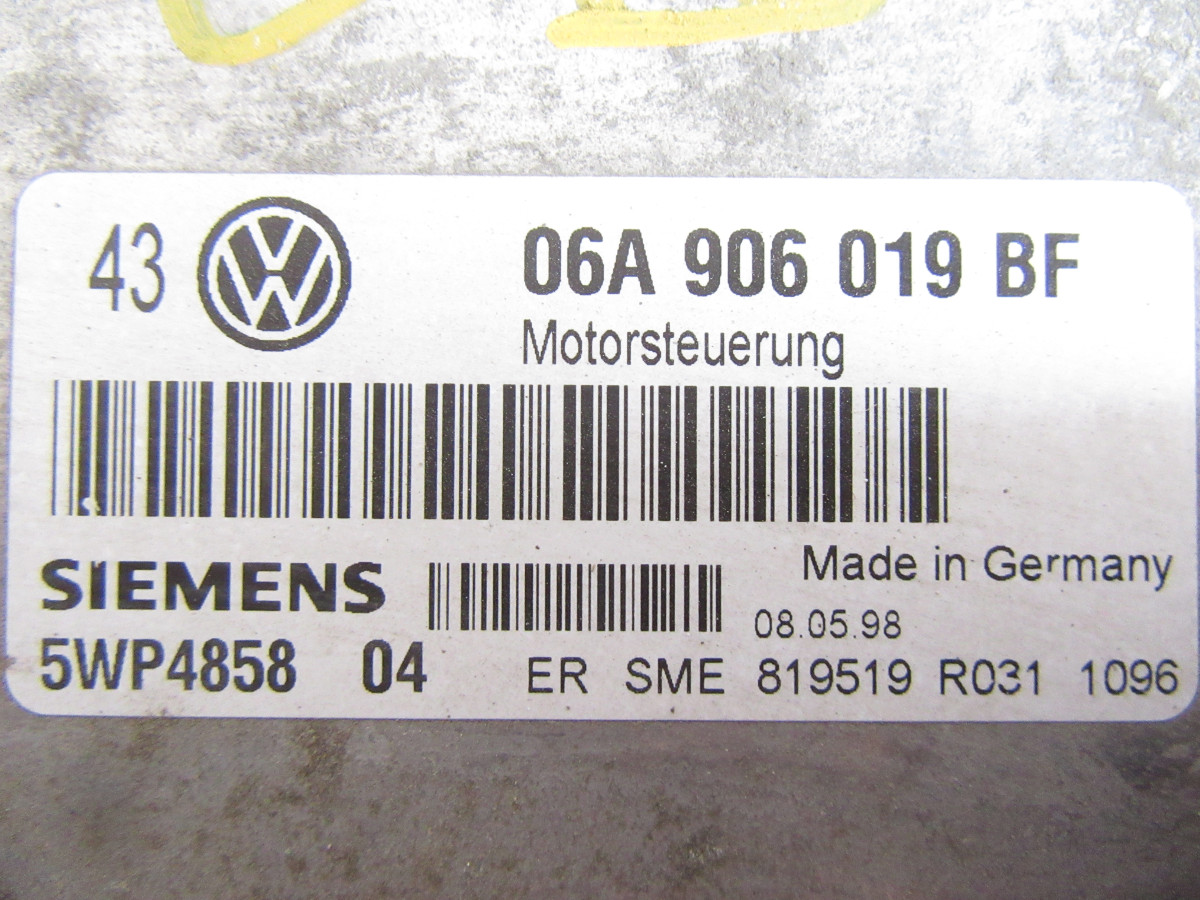 43 VW 06A 906 019 BF
Motorsteuerung
SIEMENS Made in Germany
08.05.98
5WP4858 04 ER SME 819519 R031 1096